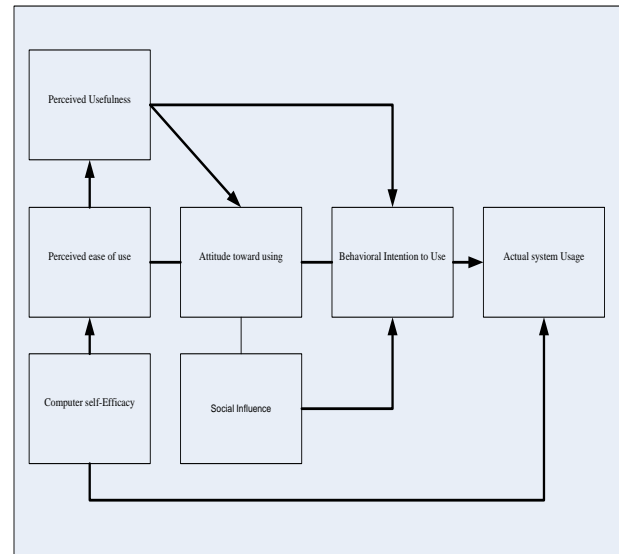 Perceived Usefulness
Perceived ease of use
Attitude toward using
Behavioral Intention to Use
Actual system Usage
Computer self-Efficacy
Social Influence